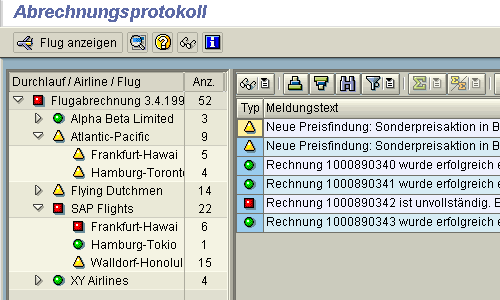 Abrechnungsprotokoll
Flug anzeigen
Durchlauf / Airline / Flug Anz.
Flugabrechnung 3.4.199 52
Alpha Beta Limited 3
Atlantic-Pacific 9
Frankfurt-Hawai 5
Hamburg-Toronto 4
Flying Dutchmen 14
SAP Flights 22
Frankfurt-Hawai 6
Hamburg-Tokio 1
Walldorf-Honolul 15
XY Airlines 4
Typ Meldungstext
Neue Preisfindung: Sonderpreisaktion in B
Neue Preisfindung: Sonderpreisaktion in B
Rechnung 1000890340 wurde erfolgreich e
Rechnung 1000890341 wurde erfolgreich e
Rechnung 1000890342 ist unvollständig. E
Rechnung 1000890343 wurde erfolgreich e